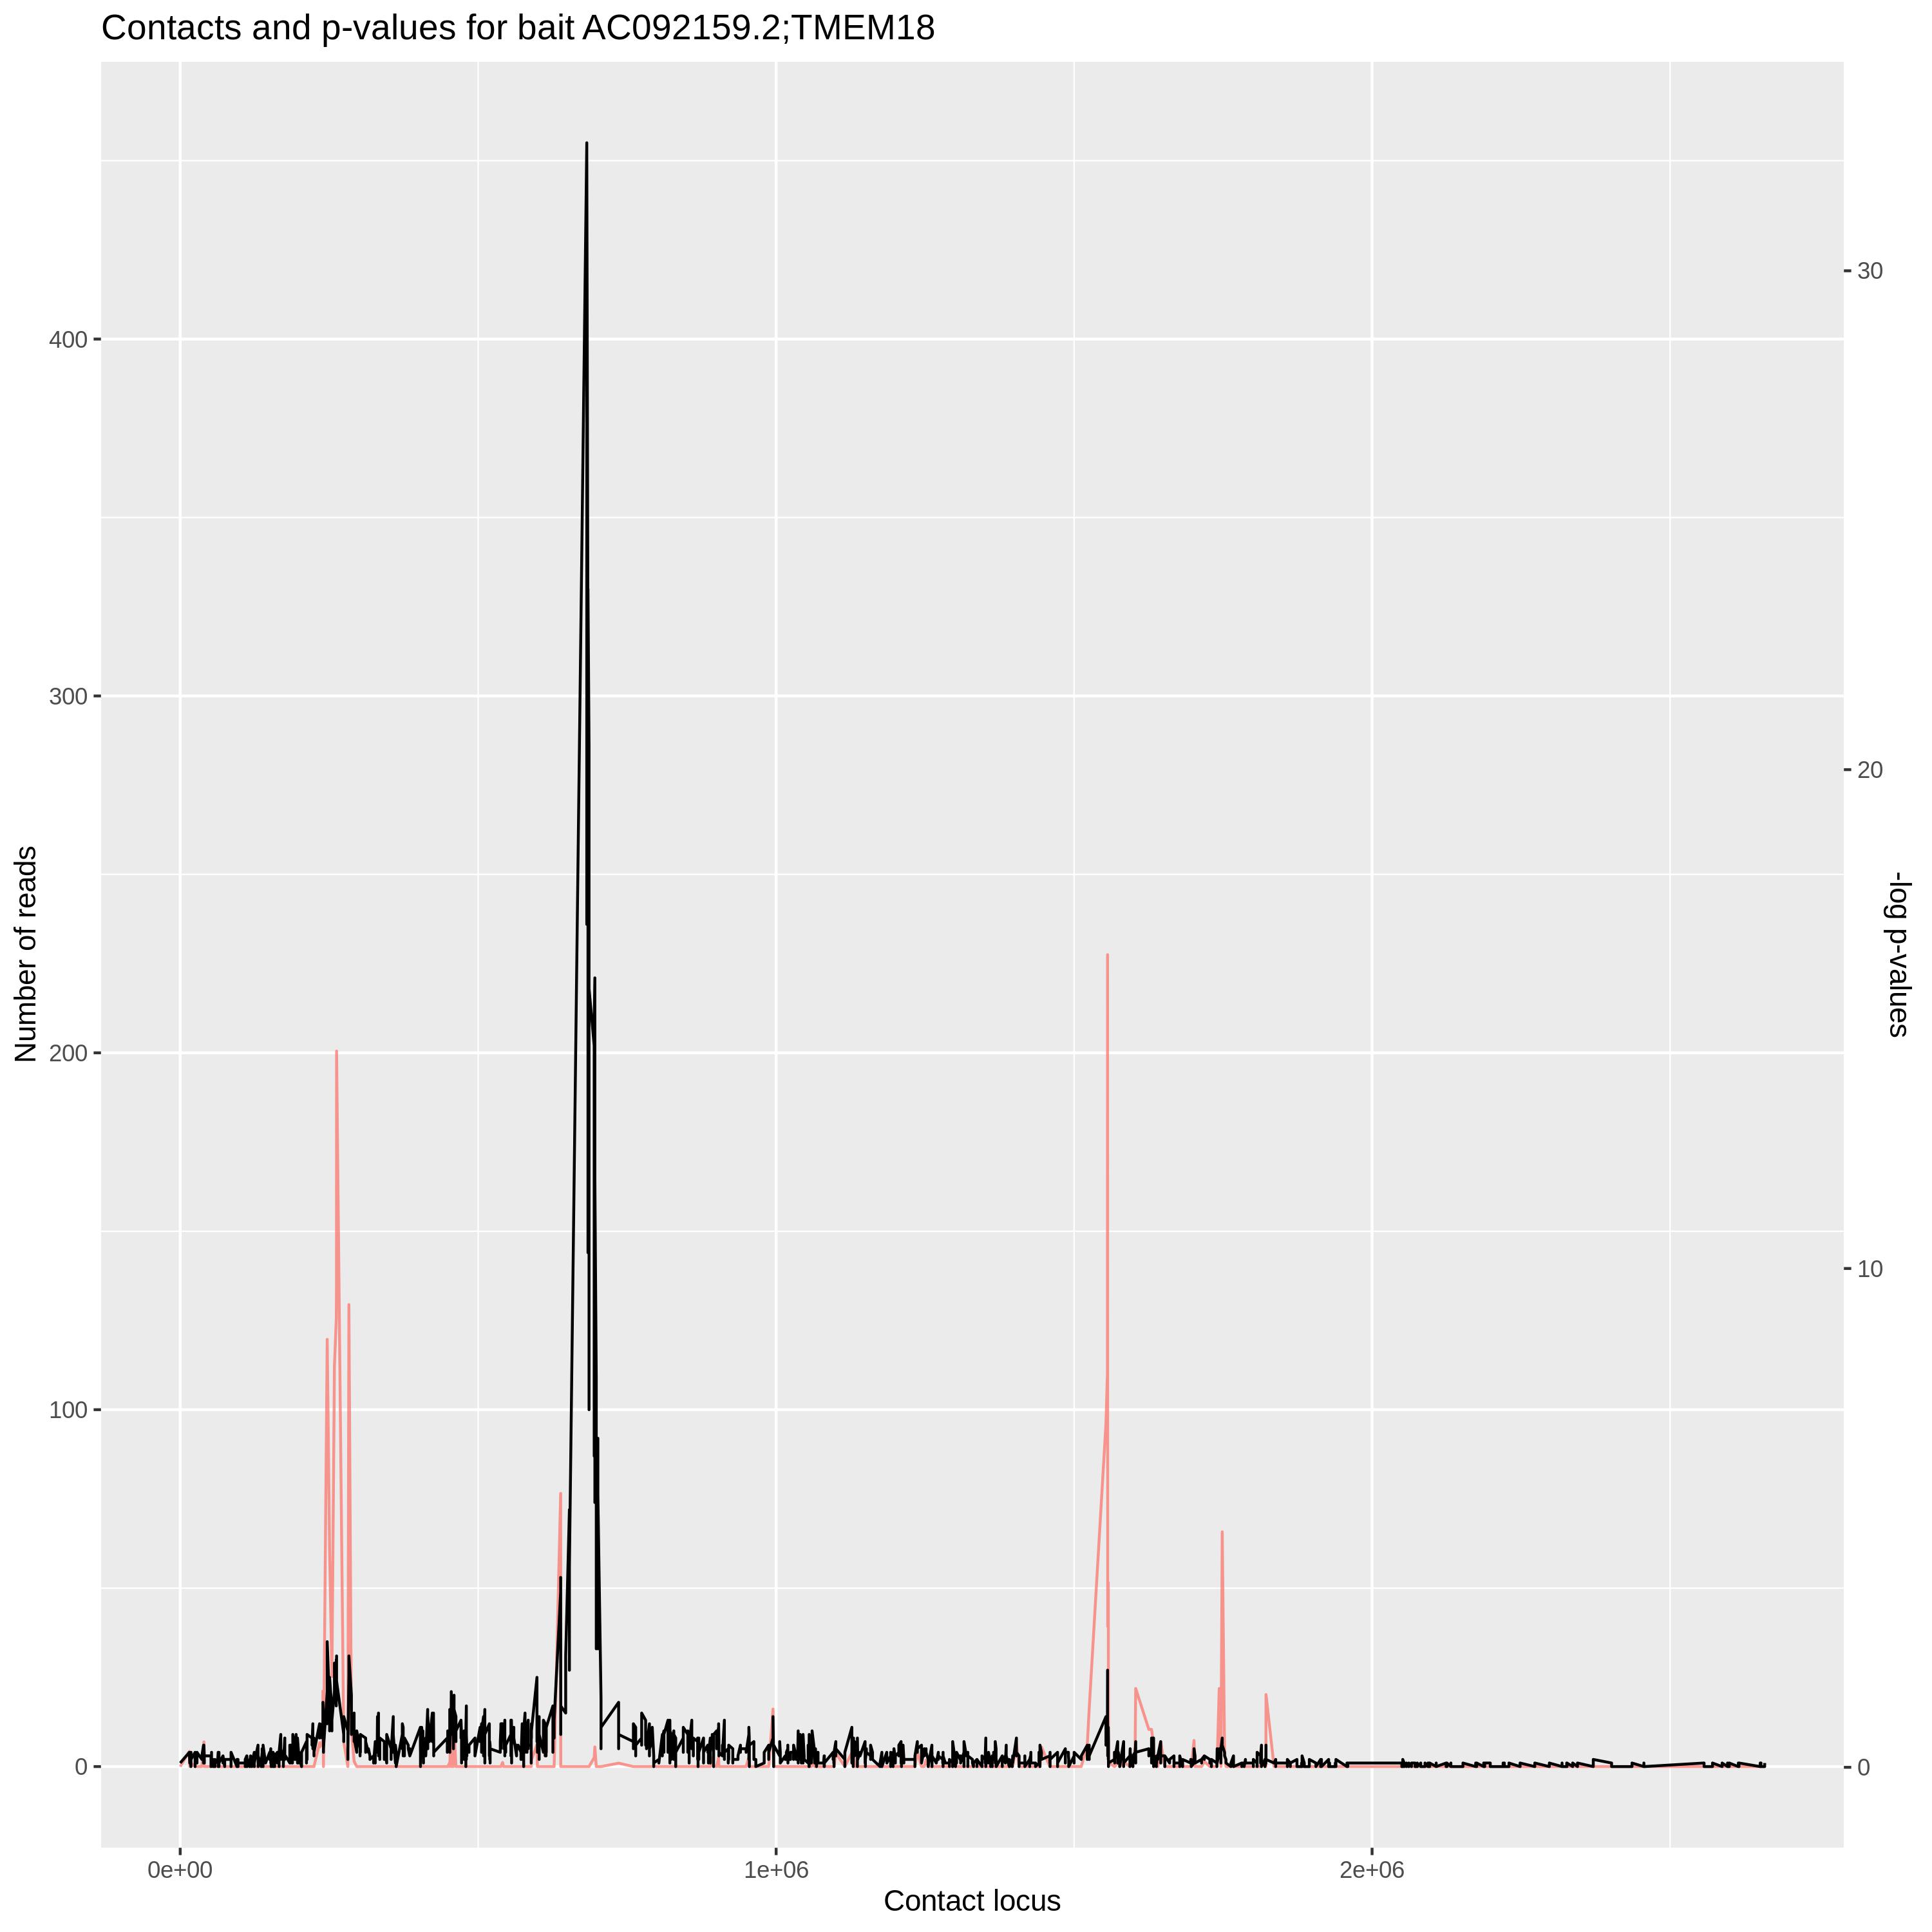 Contacts and p-values for bait AC092159.2;TMEM18
Number of reads
400
300
200
100
0
30
20
10
0
-log p-values
0e+00
1e+06
2e+06
Contact locus